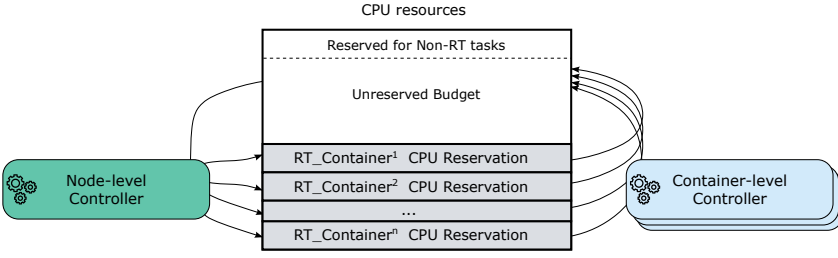 CPU resources
Reserved for Non-RT tasks
Unreserved Budget
RT_Container¹ CPU Reservation
RT_Container² CPU Reservation
...
RT_Containerⁿ CPU Reservation
Node-level
Controller
Container-level
Controller